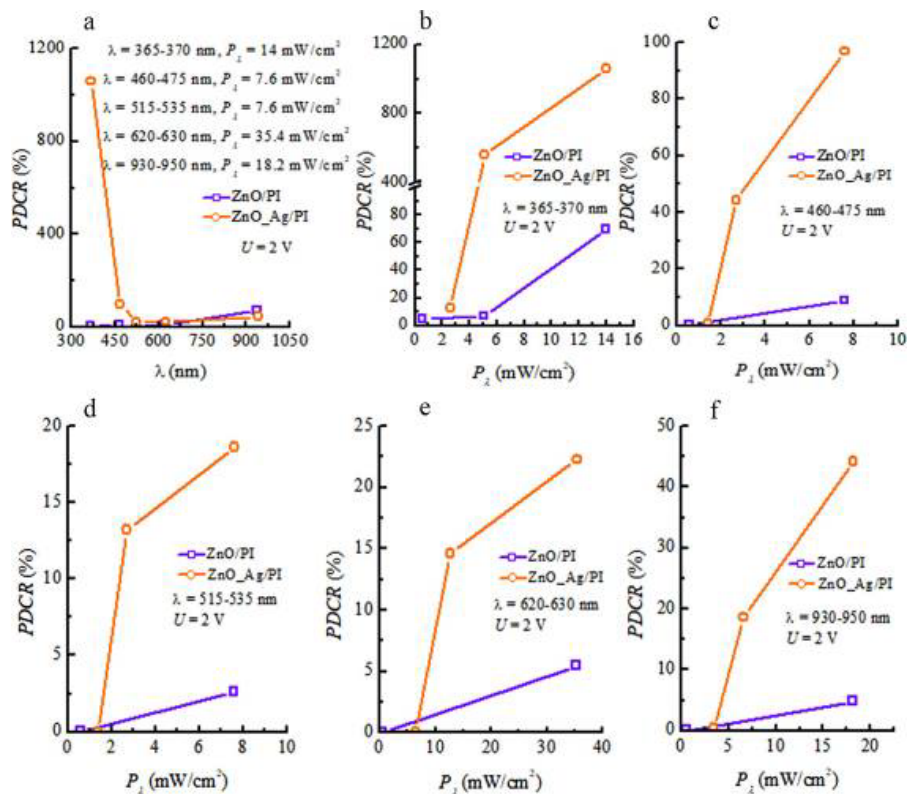 a
1200
800
400
0
PDCR (%)
λ = 365-370 nm, P_λ = 14 mW/cm²
λ = 460-475 nm, P_λ = 7.6 mW/cm²
λ = 515-535 nm, P_λ = 7.6 mW/cm²
λ = 620-630 nm, P_λ = 35.4 mW/cm²
λ = 930-950 nm, P_λ = 18.2 mW/cm²
ZnO/PI
ZnO_Ag/PI
U = 2 V
300 450 600 750 900 1050
λ (nm)
b
1200
800
400
80
60
40
20
0
PDCR (%)
ZnO/PI
ZnO_Ag/PI
λ = 365-370 nm
U = 2 V
0 2 4 6 8 10 12 14 16
P_λ (mW/cm²)
c
100
80
60
40
20
0
PDCR (%)
ZnO/PI
ZnO_Ag/PI
λ = 460-475 nm
U = 2 V
0 2 4 6 8 10
P_λ (mW/cm²)
d
20
15
10
5
0
PDCR (%)
ZnO/PI
ZnO_Ag/PI
λ = 515-535 nm
U = 2 V
0 2 4 6 8 10
P_λ (mW/cm²)
e
25
20
15
10
5
0
PDCR (%)
ZnO/PI
ZnO_Ag/PI
λ = 620-630 nm
U = 2 V
0 10 20 30 40
P_λ (mW/cm²)
f
50
40
30
20
10
0
PDCR (%)
ZnO/PI
ZnO_Ag/PI
λ = 930-950 nm
U = 2 V
0 5 10 15 20
P_λ (mW/cm²)